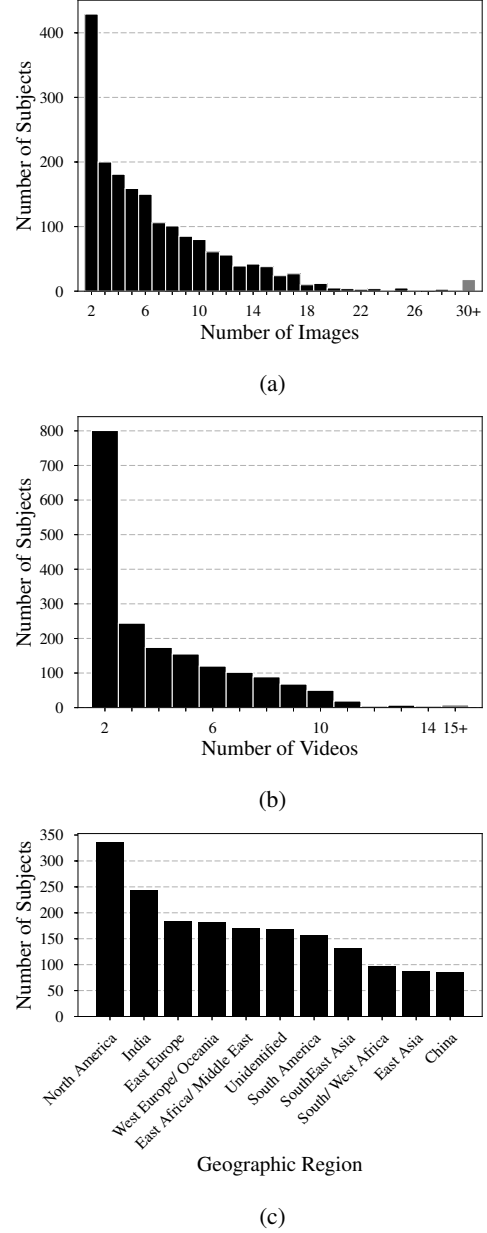 400
300
200
100
0
Number of Subjects
2 6 10 14 18 22 26 30+
Number of Images
(a)
800
700
600
500
400
300
200
100
0
Number of Subjects
2 6 10 14 15+
Number of Videos
(b)
350
300
250
200
150
100
50
0
Number of Subjects
North America
India
East Europe
West Europe/ Oceania
East Africa/ Middle East
Unidentified
South America
SouthEast Asia
South/ West Africa
East Asia
China
Geographic Region
(c)